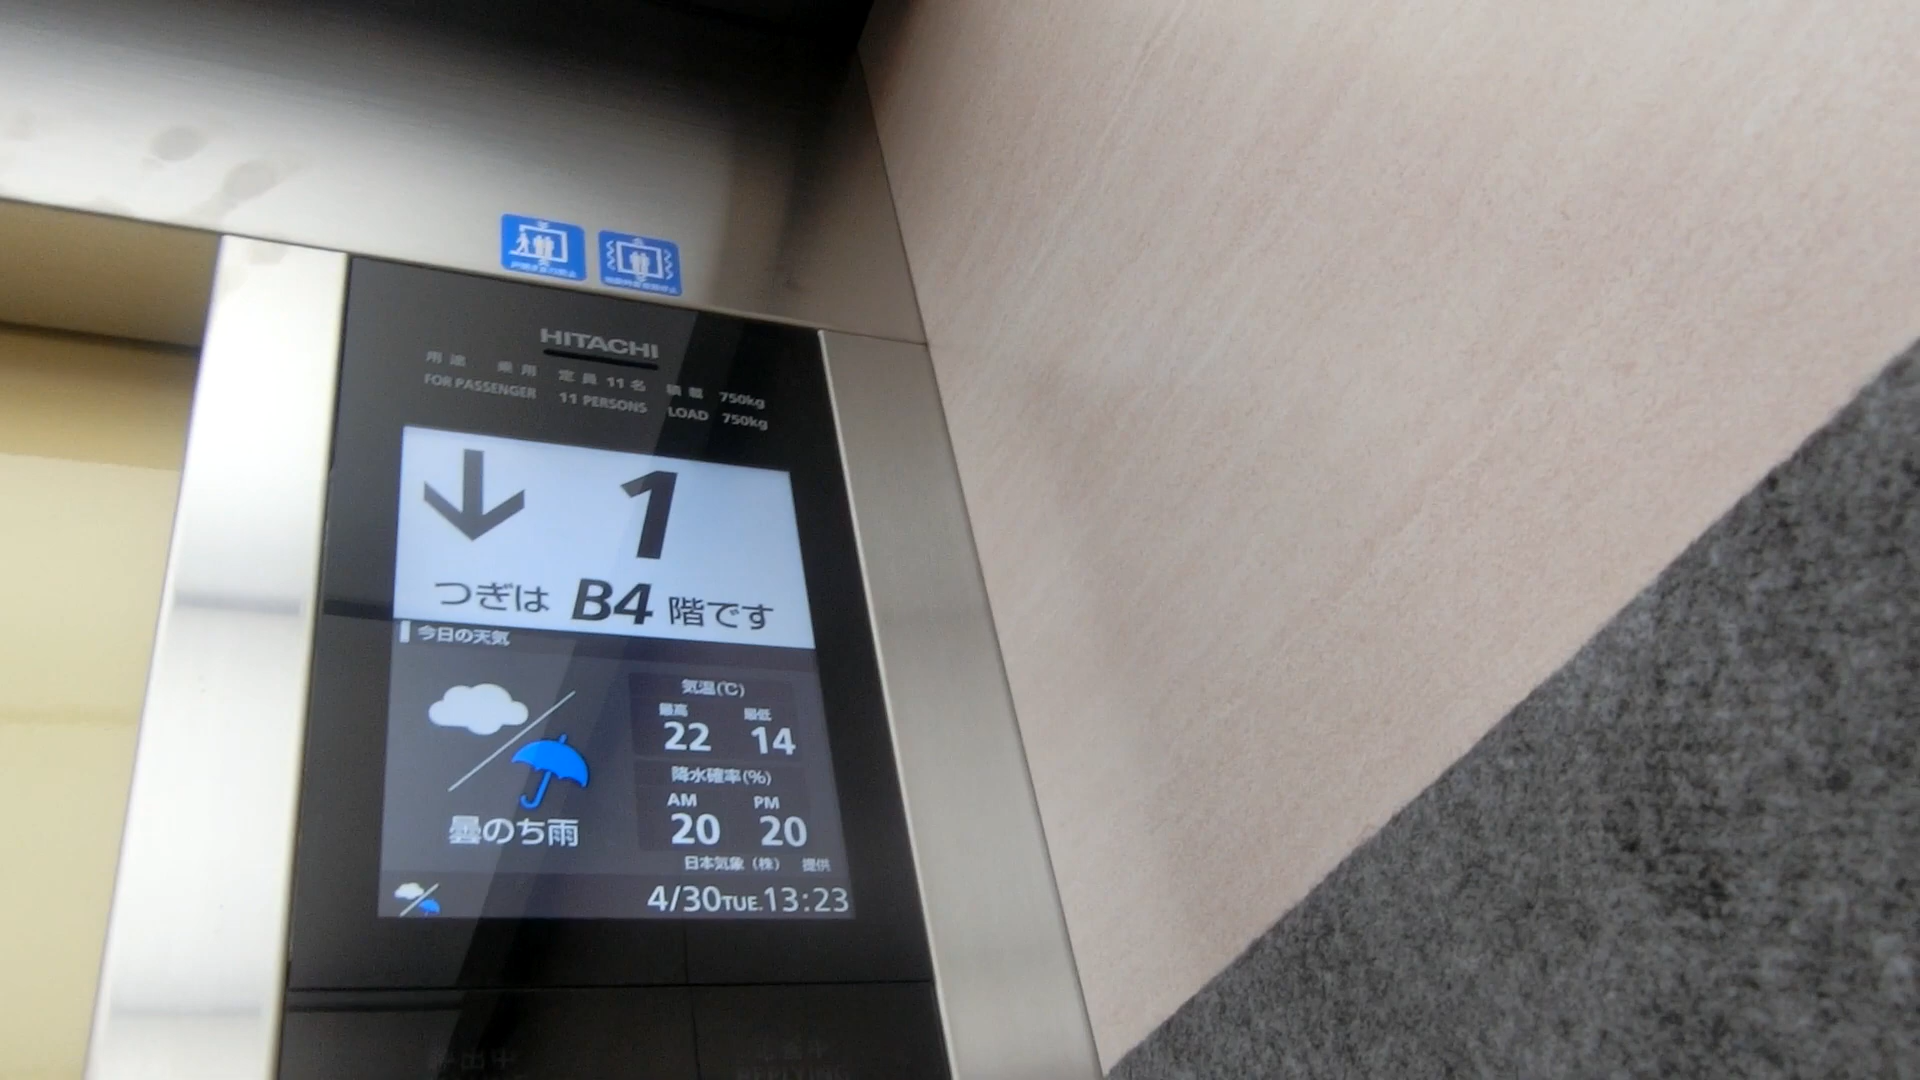 HITACHI
用途 乗用 定員 11名 積載 750kg
FOR PASSENGER 11 PERSONS LOAD 750kg
1
つぎは B4 階です
今日の天気
気温(℃)
最高 最低
22 14
降水確率(%)
AM PM
20 20
曇のち雨
日本気象（株） 提供
4/30TUE.13:23